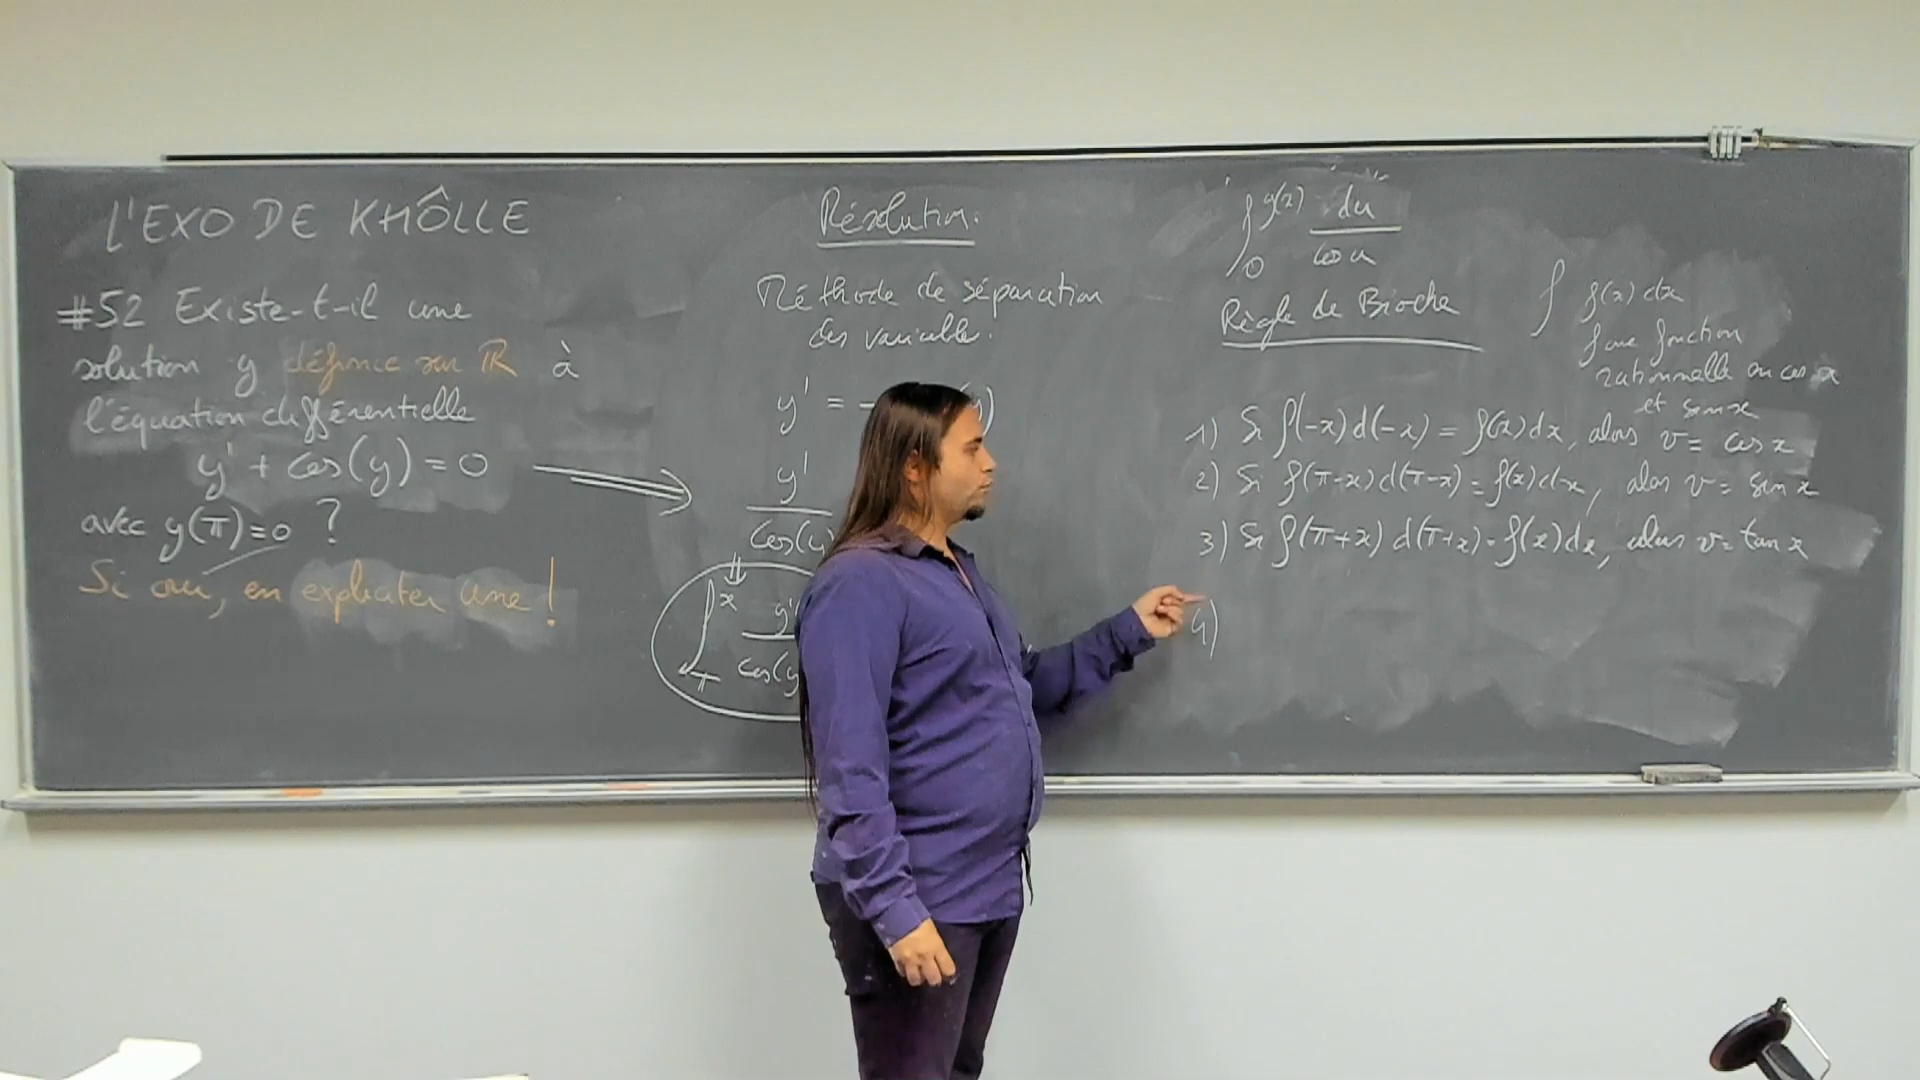 L'EXO DE KHÔLLE
#52 Existe-t-il une
solution y définie sur ℝ à
l'équation différentielle
y' + cos(y) = 0
avec y(π)=0 ?
Si oui, en expliciter une !
Résolution:
Méthode de séparation
des variable.
y' = - y)
y'
cos(y)
x y'
π cos(y
∫ g(x) du
0 cos u
Règle de Bioche
∫ f(x) dx
f une fonction
rationnelle en cos x
et sin x
1) Si f(-x) d(-x) = f(x) dx, alors v = cos x
2) Si f(π-x) d(π-x) = f(x) dx, alors v = sin x
3) Si f(π+x) d(π+x) = f(x) dx, alors v = tan x
4)